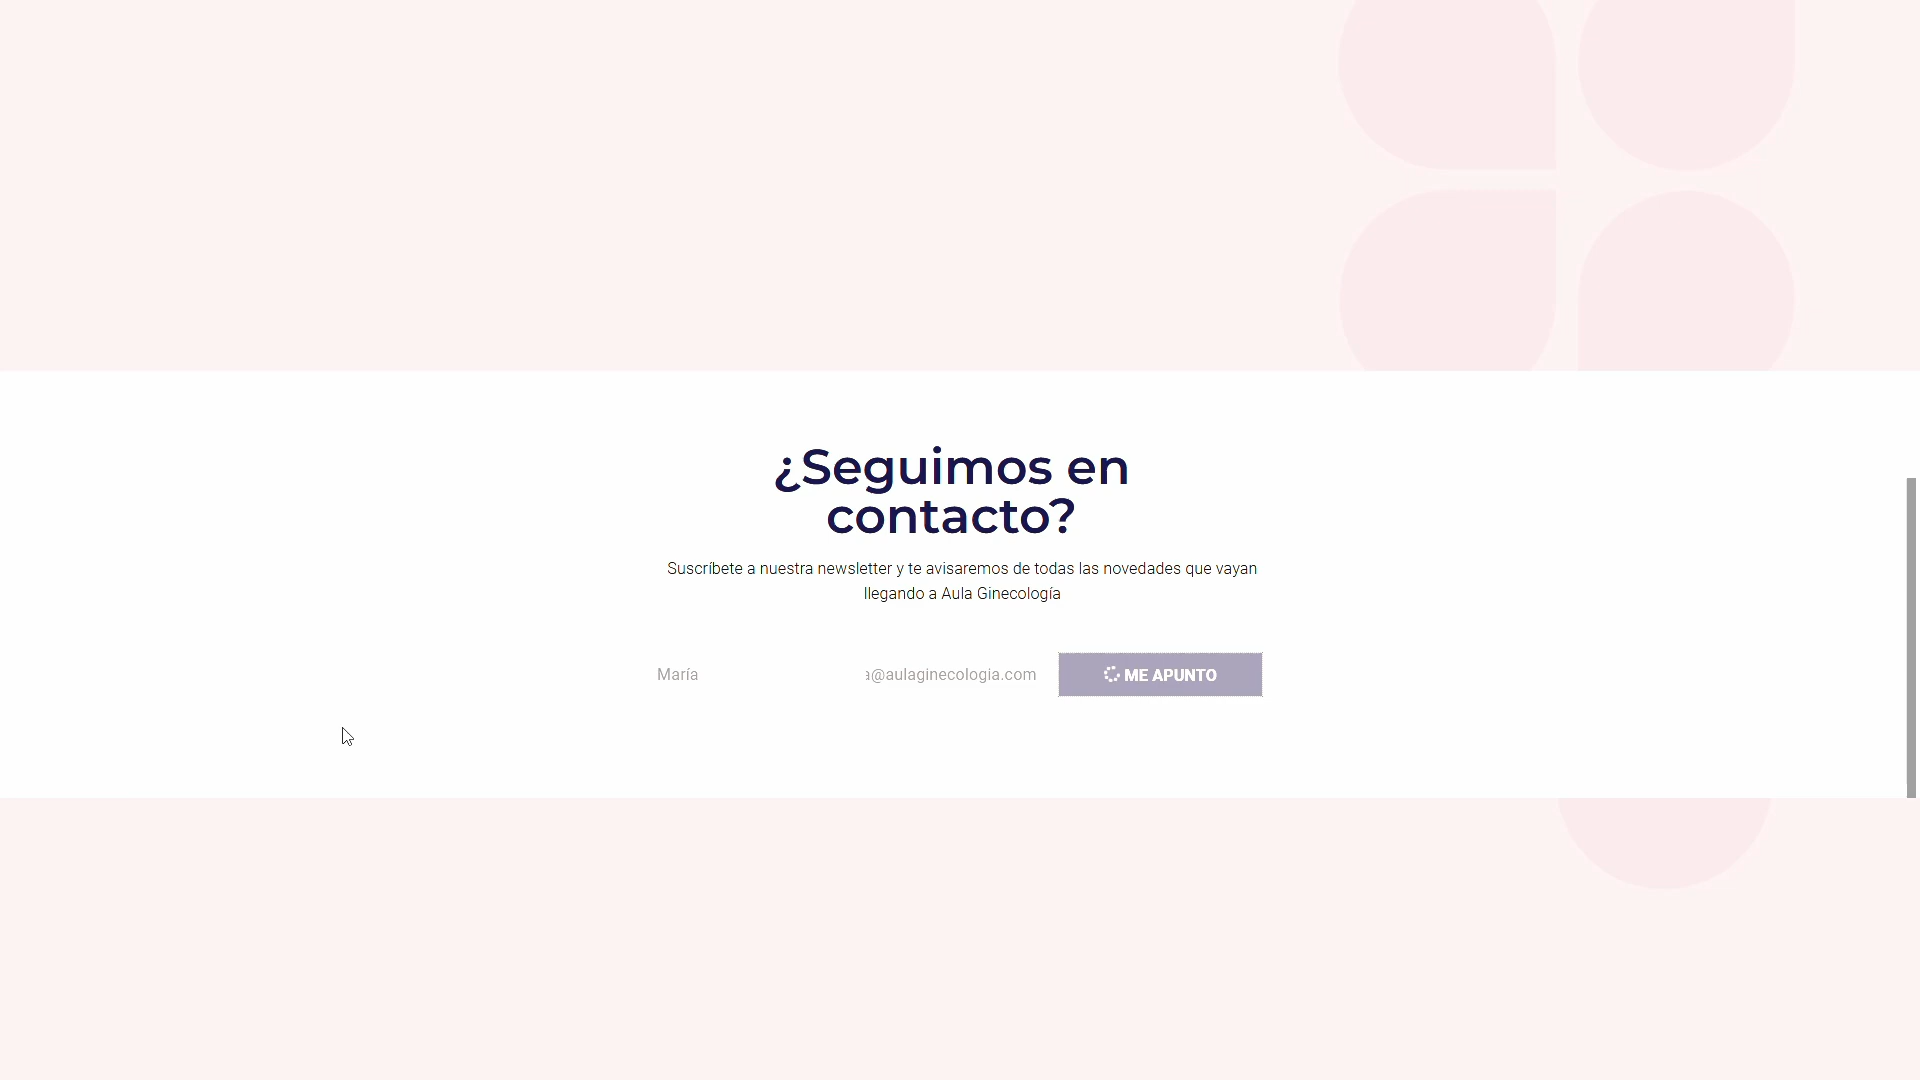 ¿Seguimos en
contacto?
Suscríbete a nuestra newsletter y te avisaremos de todas las novedades que vayan
llegando a Aula Ginecología
María
a@aulaginecologia.com
ME APUNTO